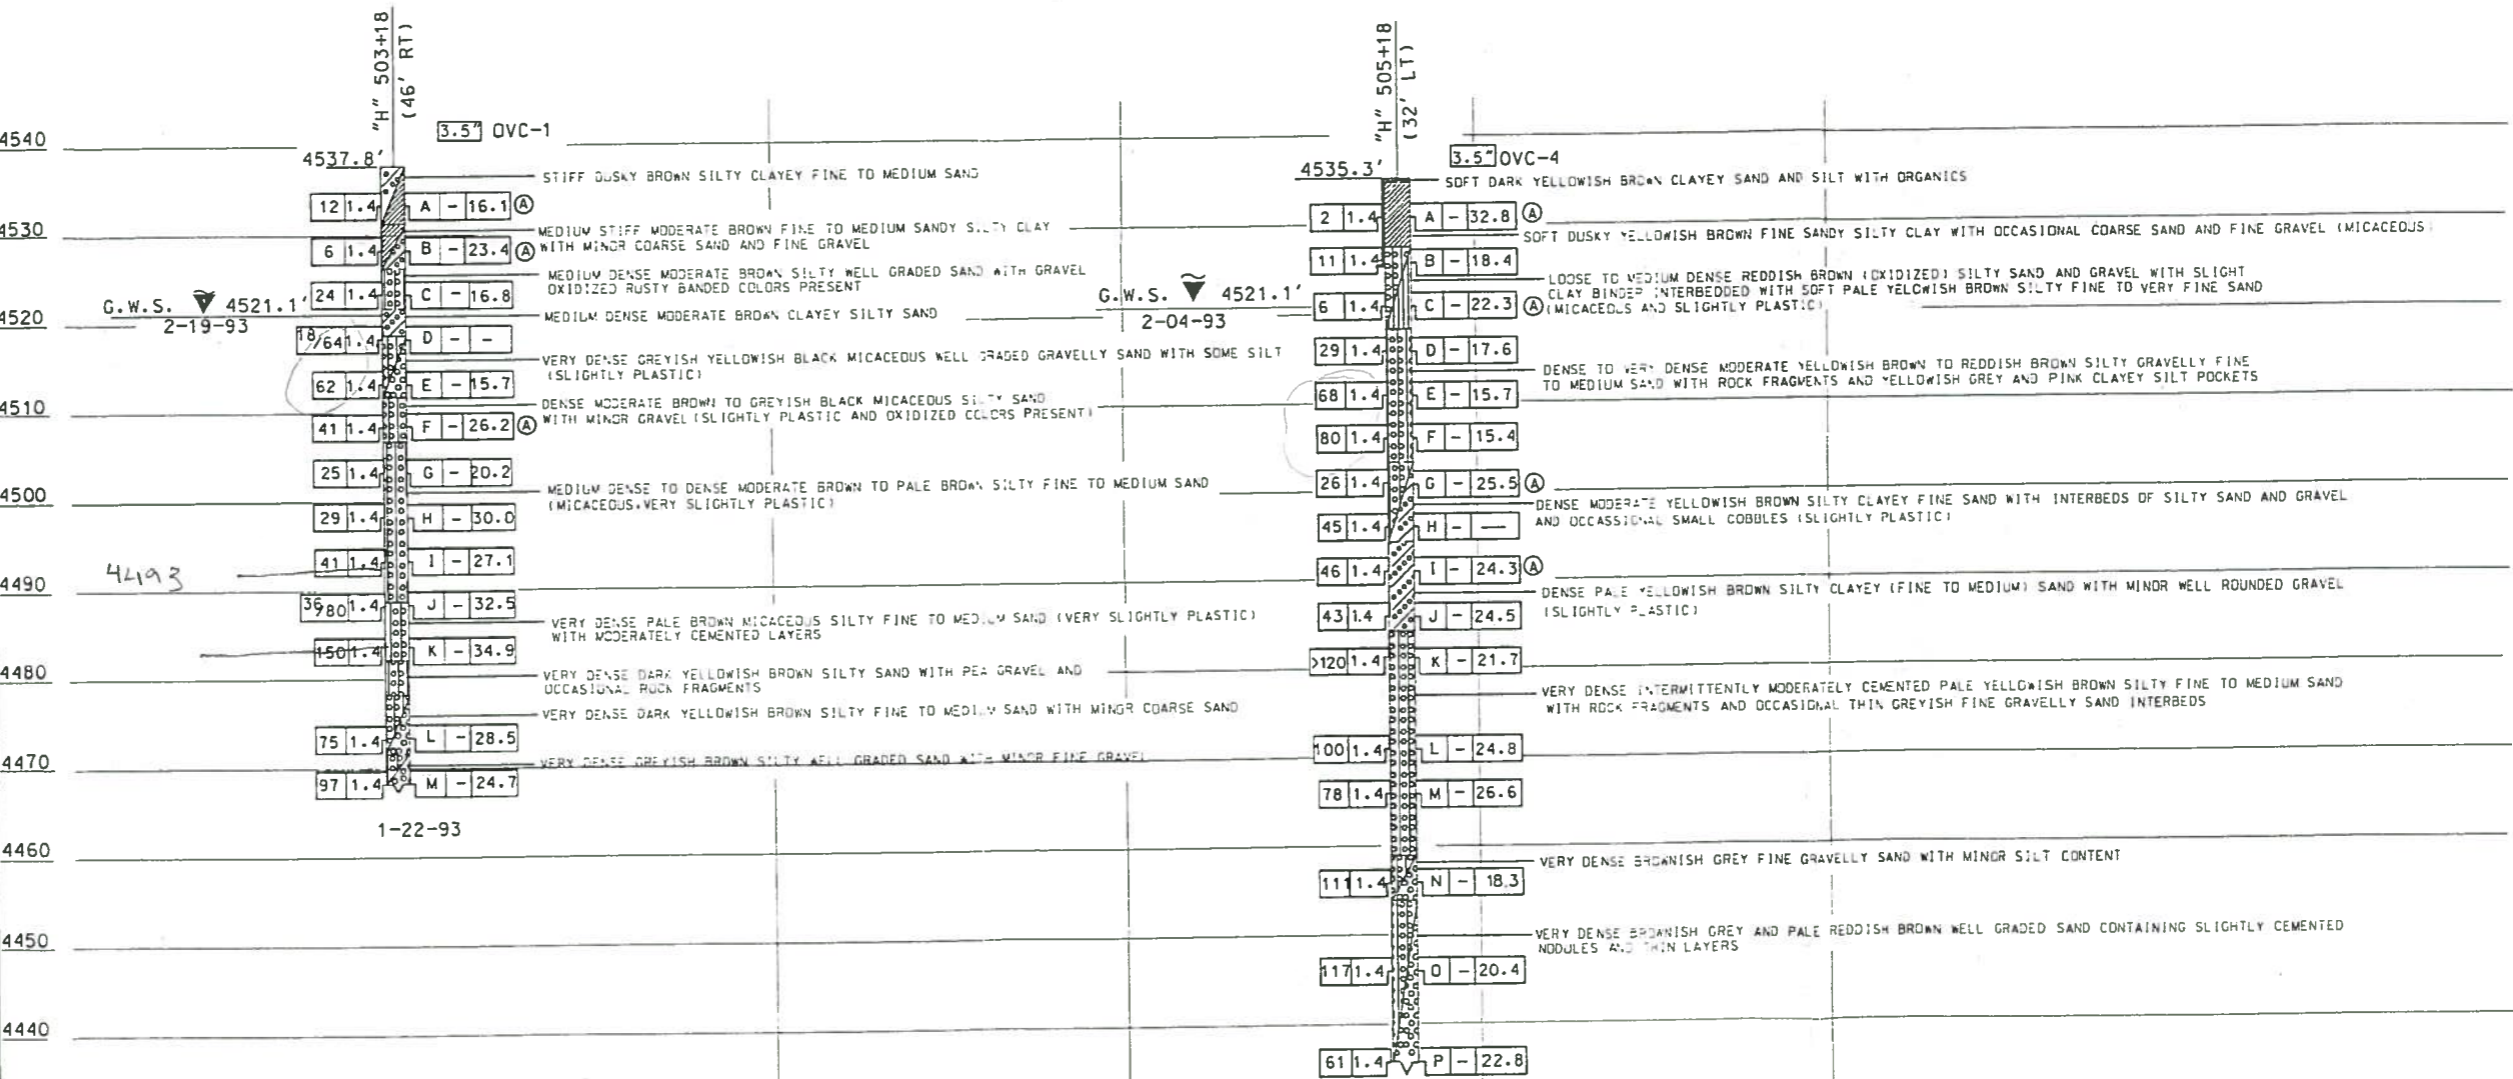 "H" 503+18
(46' RT)
3.5" OVC-1
4537.8'
STIFF DUSKY BROWN SILTY CLAYEY FINE TO MEDIUM SAND
12 1.4 A - 16.1 A
MEDIUM STIFF MODERATE BROWN FINE TO MEDIUM SANDY SILTY CLAY
WITH MINOR COARSE SAND AND FINE GRAVEL
6 1.4 B - 23.4 A
MEDIUM DENSE MODERATE BROWN SILTY WELL GRADED SAND WITH GRAVEL
OXIDIZED RUSTY BANDED COLORS PRESENT
24 1.4 C - 16.8
G.W.S. 4521.1'
2-19-93
MEDIUM DENSE MODERATE BROWN CLAYEY SILTY SAND
18/64 1.4 D - -
VERY DENSE GREYISH YELLOWISH BLACK MICACEOUS WELL GRADED GRAVELLY SAND WITH SOME SILT
(SLIGHTLY PLASTIC)
62 1.4 E - 15.7
DENSE MODERATE BROWN TO GREYISH BLACK MICACEOUS SILTY SAND
WITH MINOR GRAVEL (SLIGHTLY PLASTIC AND OXIDIZED COLORS PRESENT)
41 1.4 F - 26.2 A
25 1.4 G - 20.2
MEDIUM DENSE TO DENSE MODERATE BROWN TO PALE BROWN SILTY FINE TO MEDIUM SAND
(MICACEOUS, VERY SLIGHTLY PLASTIC)
29 1.4 H - 30.0
41 1.4 I - 27.1
4493
36/80 1.4 J - 32.5
VERY DENSE PALE BROWN MICACEOUS SILTY FINE TO MEDIUM SAND (VERY SLIGHTLY PLASTIC)
WITH MODERATELY CEMENTED LAYERS
150 1.4 K - 34.9
VERY DENSE DARK YELLOWISH BROWN SILTY SAND WITH PEA GRAVEL AND
OCCASIONAL ROCK FRAGMENTS
VERY DENSE DARK YELLOWISH BROWN SILTY FINE TO MEDIUM SAND WITH MINOR COARSE SAND
75 1.4 L - 28.5
VERY DENSE GREYISH BROWN SILTY WELL GRADED SAND WITH MINOR FINE GRAVEL
97 1.4 M - 24.7
1-22-93
4540
4530
4520
4510
4500
4490
4480
4470
4460
4450
4440
"H" 505+18
(32' LT)
3.5" OVC-4
4535.3'
SOFT DARK YELLOWISH BROWN CLAYEY SAND AND SILT WITH ORGANICS
2 1.4 A - 32.8 A
SOFT DUSKY YELLOWISH BROWN FINE SANDY SILTY CLAY WITH OCCASIONAL COARSE SAND AND FINE GRAVEL (MICACEOUS)
11 1.4 B - 18.4
LOOSE TO MEDIUM DENSE REDDISH BROWN (OXIDIZED) SILTY SAND AND GRAVEL WITH SLIGHT
CLAY BINDER INTERBEDDED WITH SOFT PALE YELOWISH BROWN SILTY FINE TO VERY FINE SAND
(MICACEOUS AND SLIGHTLY PLASTIC)
G.W.S. 4521.1'
2-04-93
6 1.4 C - 22.3 A
29 1.4 D - 17.6
DENSE TO VERY DENSE MODERATE YELLOWISH BROWN TO REDDISH BROWN SILTY GRAVELLY FINE
TO MEDIUM SAND WITH ROCK FRAGMENTS AND YELLOWISH GREY AND PINK CLAYEY SILT POCKETS
68 1.4 E - 15.7
80 1.4 F - 15.4
26 1.4 G - 25.5 A
DENSE MODERATE YELLOWISH BROWN SILTY CLAYEY FINE SAND WITH INTERBEDS OF SILTY SAND AND GRAVEL
AND OCCASSIONAL SMALL COBBLES (SLIGHTLY PLASTIC)
45 1.4 H - —
46 1.4 I - 24.3 A
DENSE PALE YELLOWISH BROWN SILTY CLAYEY (FINE TO MEDIUM) SAND WITH MINOR WELL ROUNDED GRAVEL
(SLIGHTLY PLASTIC)
43 1.4 J - 24.5
>120 1.4 K - 21.7
VERY DENSE INTERMITTENTLY MODERATELY CEMENTED PALE YELLOWISH BROWN SILTY FINE TO MEDIUM SAND
WITH ROCK FRAGMENTS AND OCCASIONAL THIN GREYISH FINE GRAVELLY SAND INTERBEDS
100 1.4 L - 24.8
78 1.4 M - 26.6
VERY DENSE BROWNISH GREY FINE GRAVELLY SAND WITH MINOR SILT CONTENT
111 1.4 N - 18.3
VERY DENSE BROWNISH GREY AND PALE REDDISH BROWN WELL GRADED SAND CONTAINING SLIGHTLY CEMENTED
NODULES AND THIN LAYERS
117 1.4 O - 20.4
61 1.4 P - 22.8